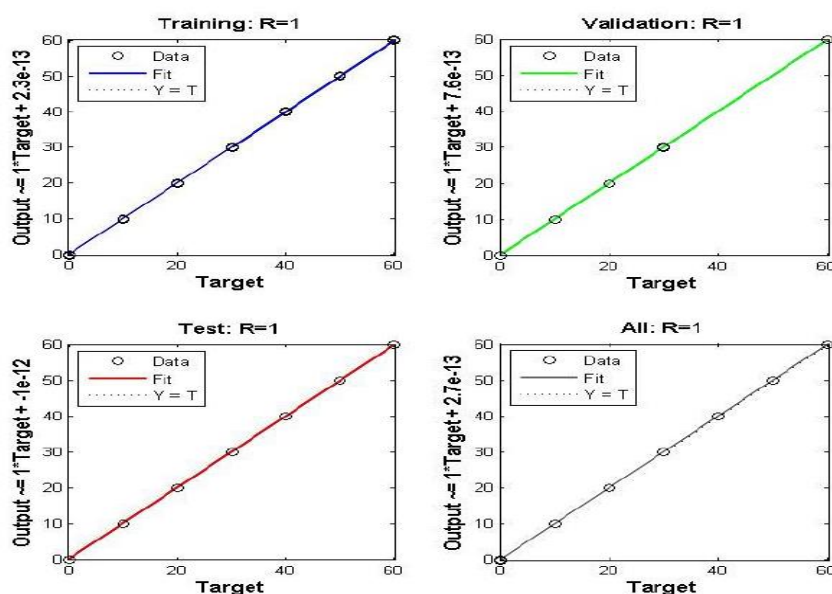 Training: R=1
Output ~= 1*Target + 2.3e-13
60
50
40
30
20
10
0
Data
Fit
Y = T
0
20
40
60
Target
Validation: R=1
Output ~= 1*Target + 7.6e-13
60
50
40
30
20
10
0
Data
Fit
Y = T
0
20
40
60
Target
Test: R=1
Output ~= 1*Target + -1e-12
60
50
40
30
20
10
0
Data
Fit
Y = T
0
20
40
60
Target
All: R=1
Output ~= 1*Target + 2.7e-13
60
50
40
30
20
10
0
Data
Fit
Y = T
0
20
40
60
Target